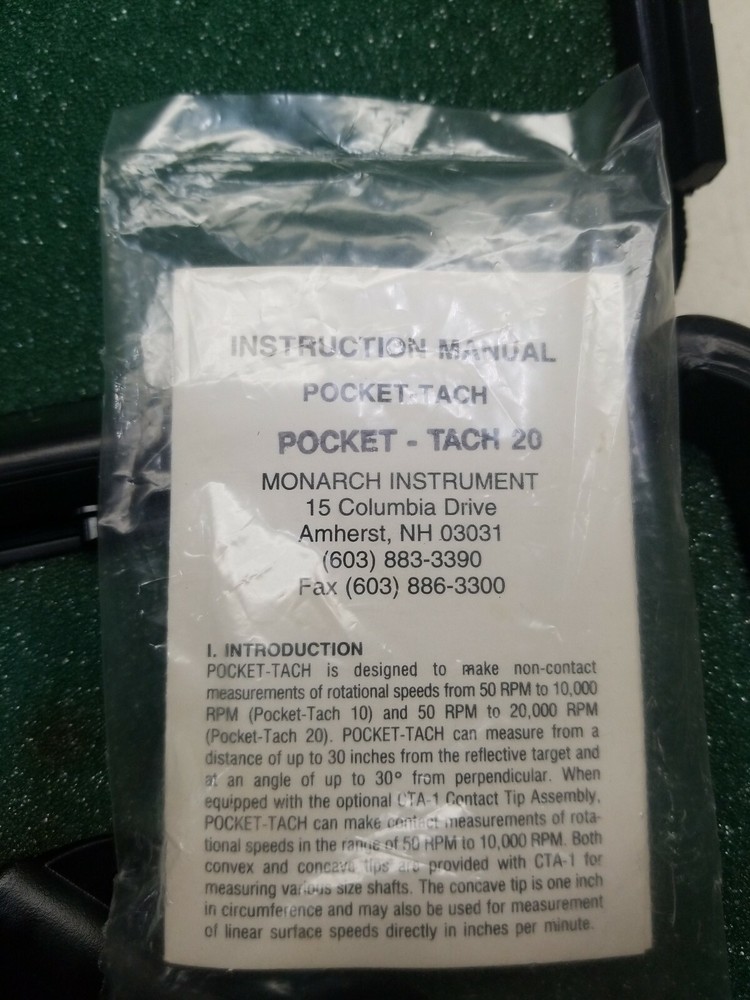 INSTRUCTION MANUAL
POCKET-TACH
POCKET - TACH 20
MONARCH INSTRUMENT
15 Columbia Drive
Amherst, NH 03031
(603) 883-3390
Fax (603) 886-3300
I. INTRODUCTION
POCKET-TACH is designed to make non-contact
measurements of rotational speeds from 50 RPM to 10,000
RPM (Pocket-Tach 10) and 50 RPM to 20,000 RPM
(Pocket-Tach 20). POCKET-TACH can measure from a
distance of up to 30 inches from the reflective target and
at an angle of up to 30° from perpendicular. When
equipped with the optional CTA-1 Contact Tip Assembly,
POCKET-TACH can make contact measurements of rota-
tional speeds in the range of 50 RPM to 10,000 RPM. Both
convex and concave tips are provided with CTA-1 for
measuring various size shafts. The concave tip is one inch
in circumference and may also be used for measurement
of linear surface speeds directly in inches per minute.